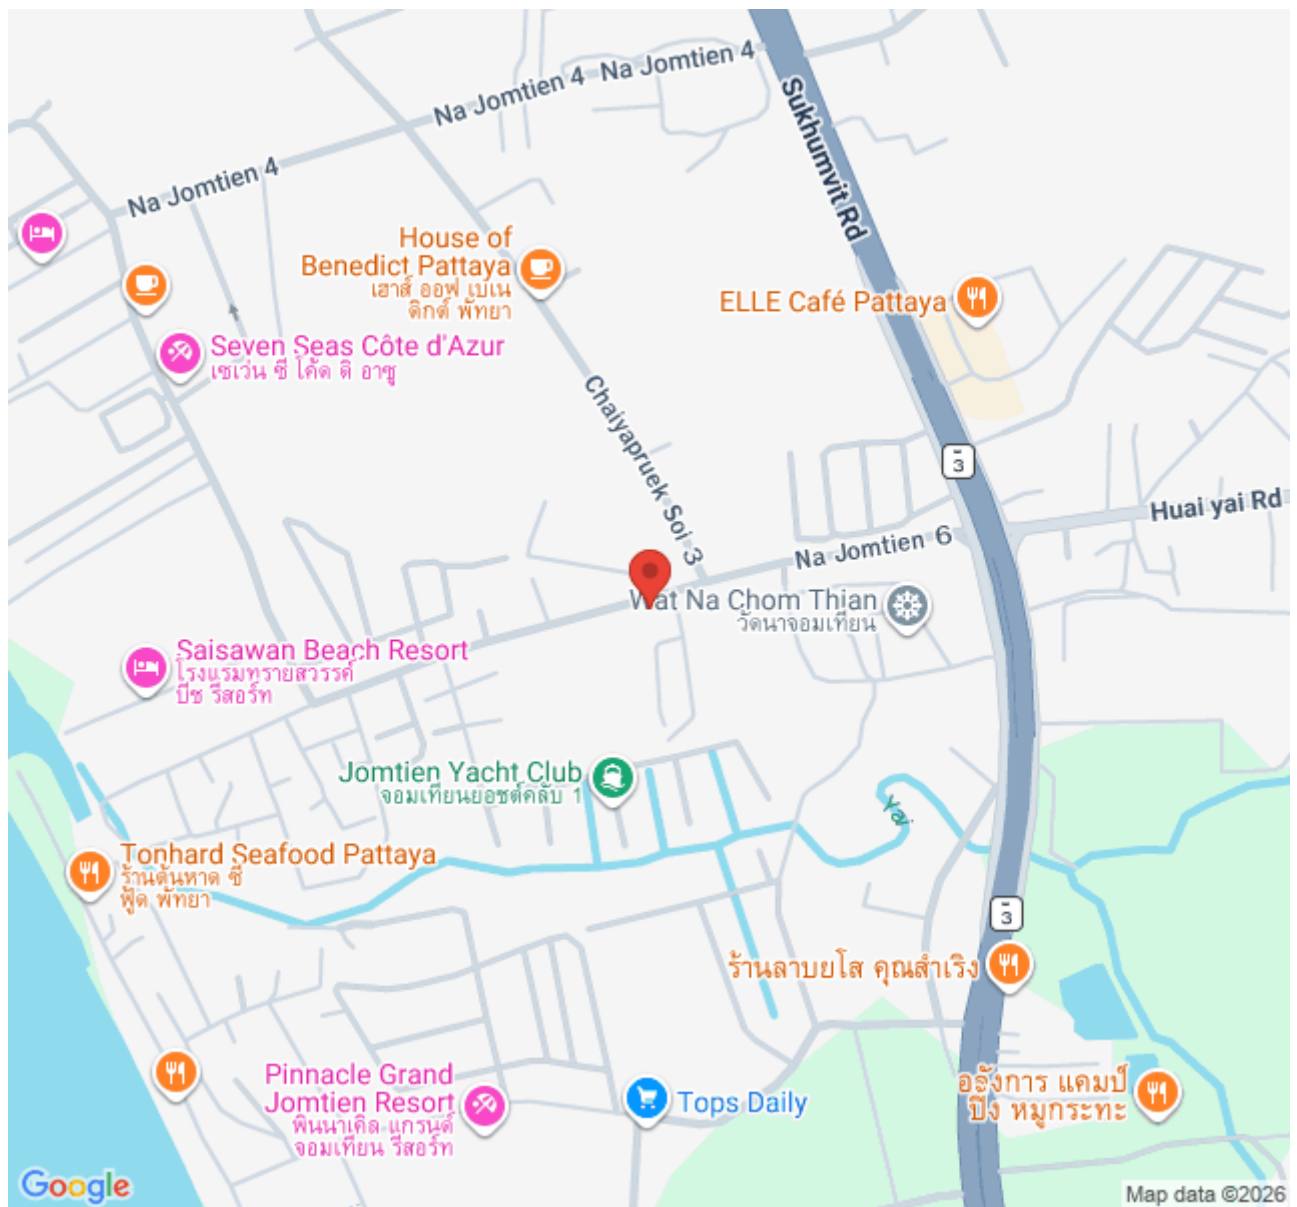 Na Jomtien 4
Na Jomtien 4
Na Jomtien 4
Sukhumvit Rd
House of
Benedict Pattaya
เฮาส์ ออฟ เบเน
ดิกต์ พัทยา
ELLE Café Pattaya
Seven Seas Côte d'Azur
เซเว่น ซี โค้ด ดิ อาซู
Chaiyapruek Soi 3
3
Huai yai Rd
Na Jomtien 6
Wat Na Chom Thian
วัดนาจอมเทียน
Saisawan Beach Resort
โรงแรมทรายสวรรค์
บีช รีสอร์ท
Jomtien Yacht Club
จอมเทียนยอชต์คลับ 1
Yai
Tonhard Seafood Pattaya
ร้านต้นหาด ซี
ฟู้ด พัทยา
3
ร้านลาบยโส คุณสำเริง
Pinnacle Grand
Jomtien Resort
พินนาเคิล แกรนด์
จอมเทียน รีสอร์ท
Tops Daily
อลังการ แคมป์
ปิ้ง หมูกระทะ
Google
Map data ©2026